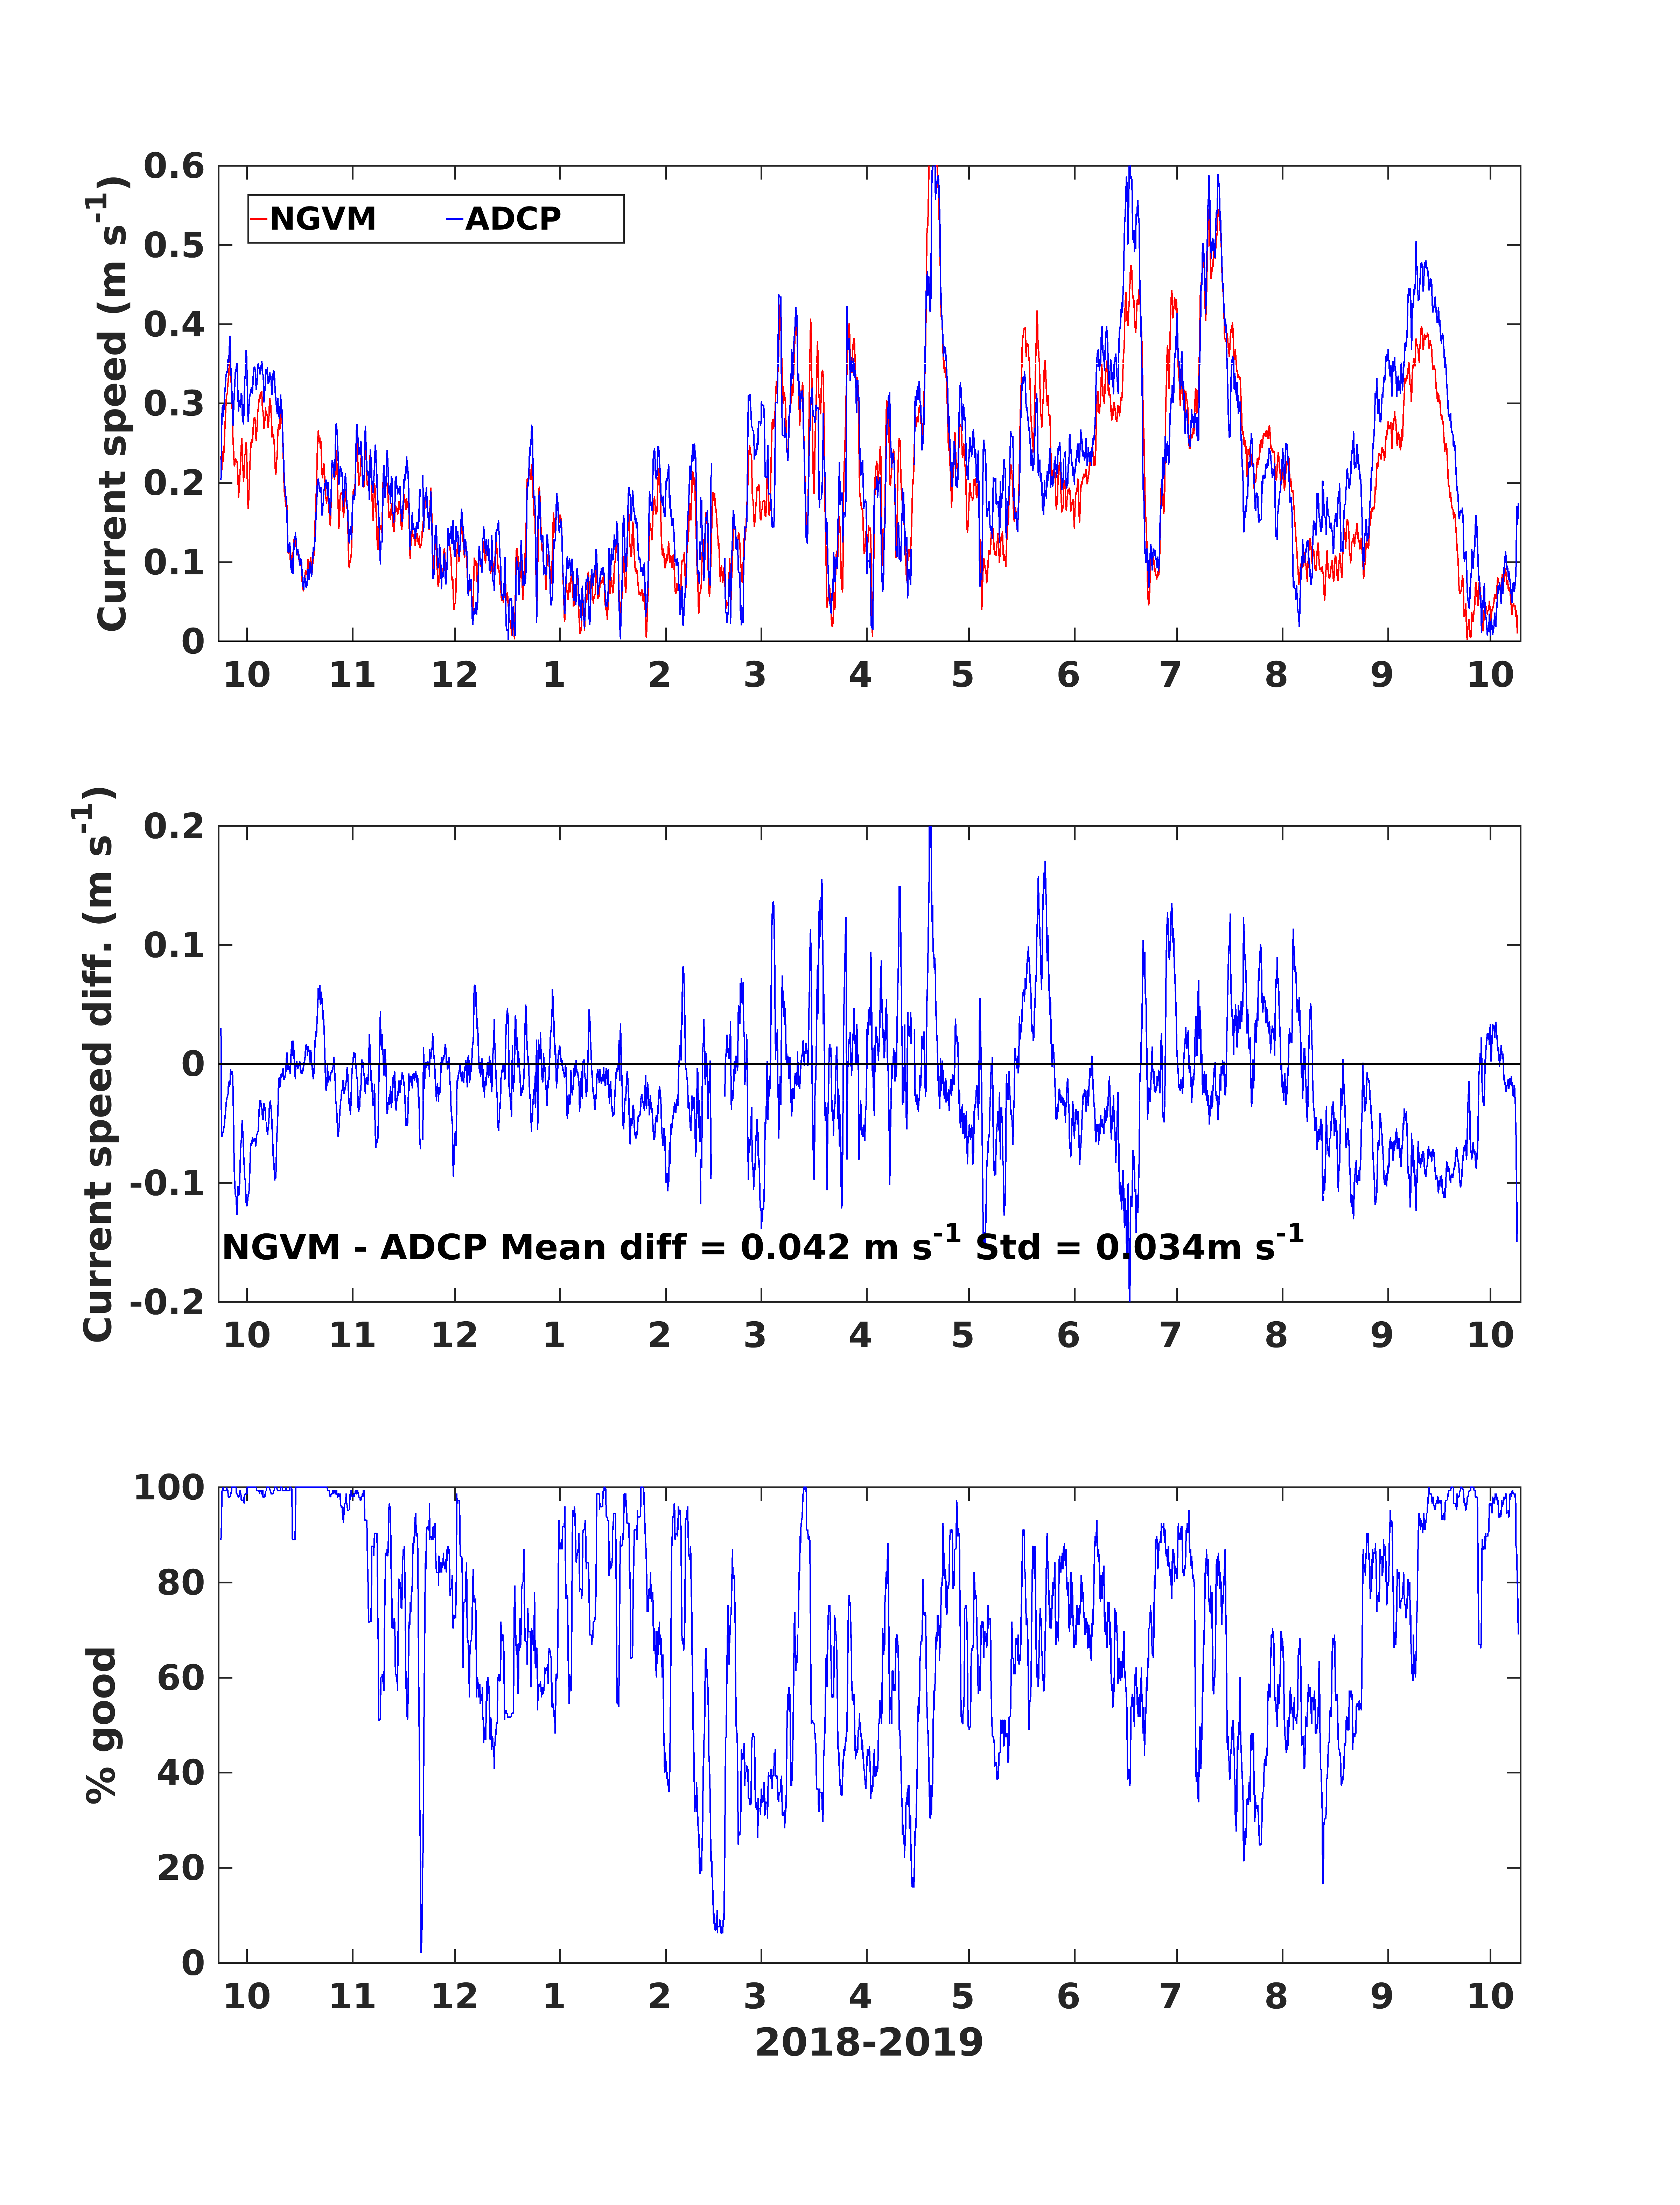 Current speed (m s-1)
0.6
0.5
0.4
0.3
0.2
0.1
0
NGVM ADCP
10 11 12 1 2 3 4 5 6 7 8 9 10
Current speed diff. (m s-1)
0.2
0.1
0
-0.1
-0.2
NGVM - ADCP Mean diff = 0.042 m s-1 Std = 0.034m s-1
10 11 12 1 2 3 4 5 6 7 8 9 10
% good
100
80
60
40
20
0
10 11 12 1 2 3 4 5 6 7 8 9 10
2018-2019